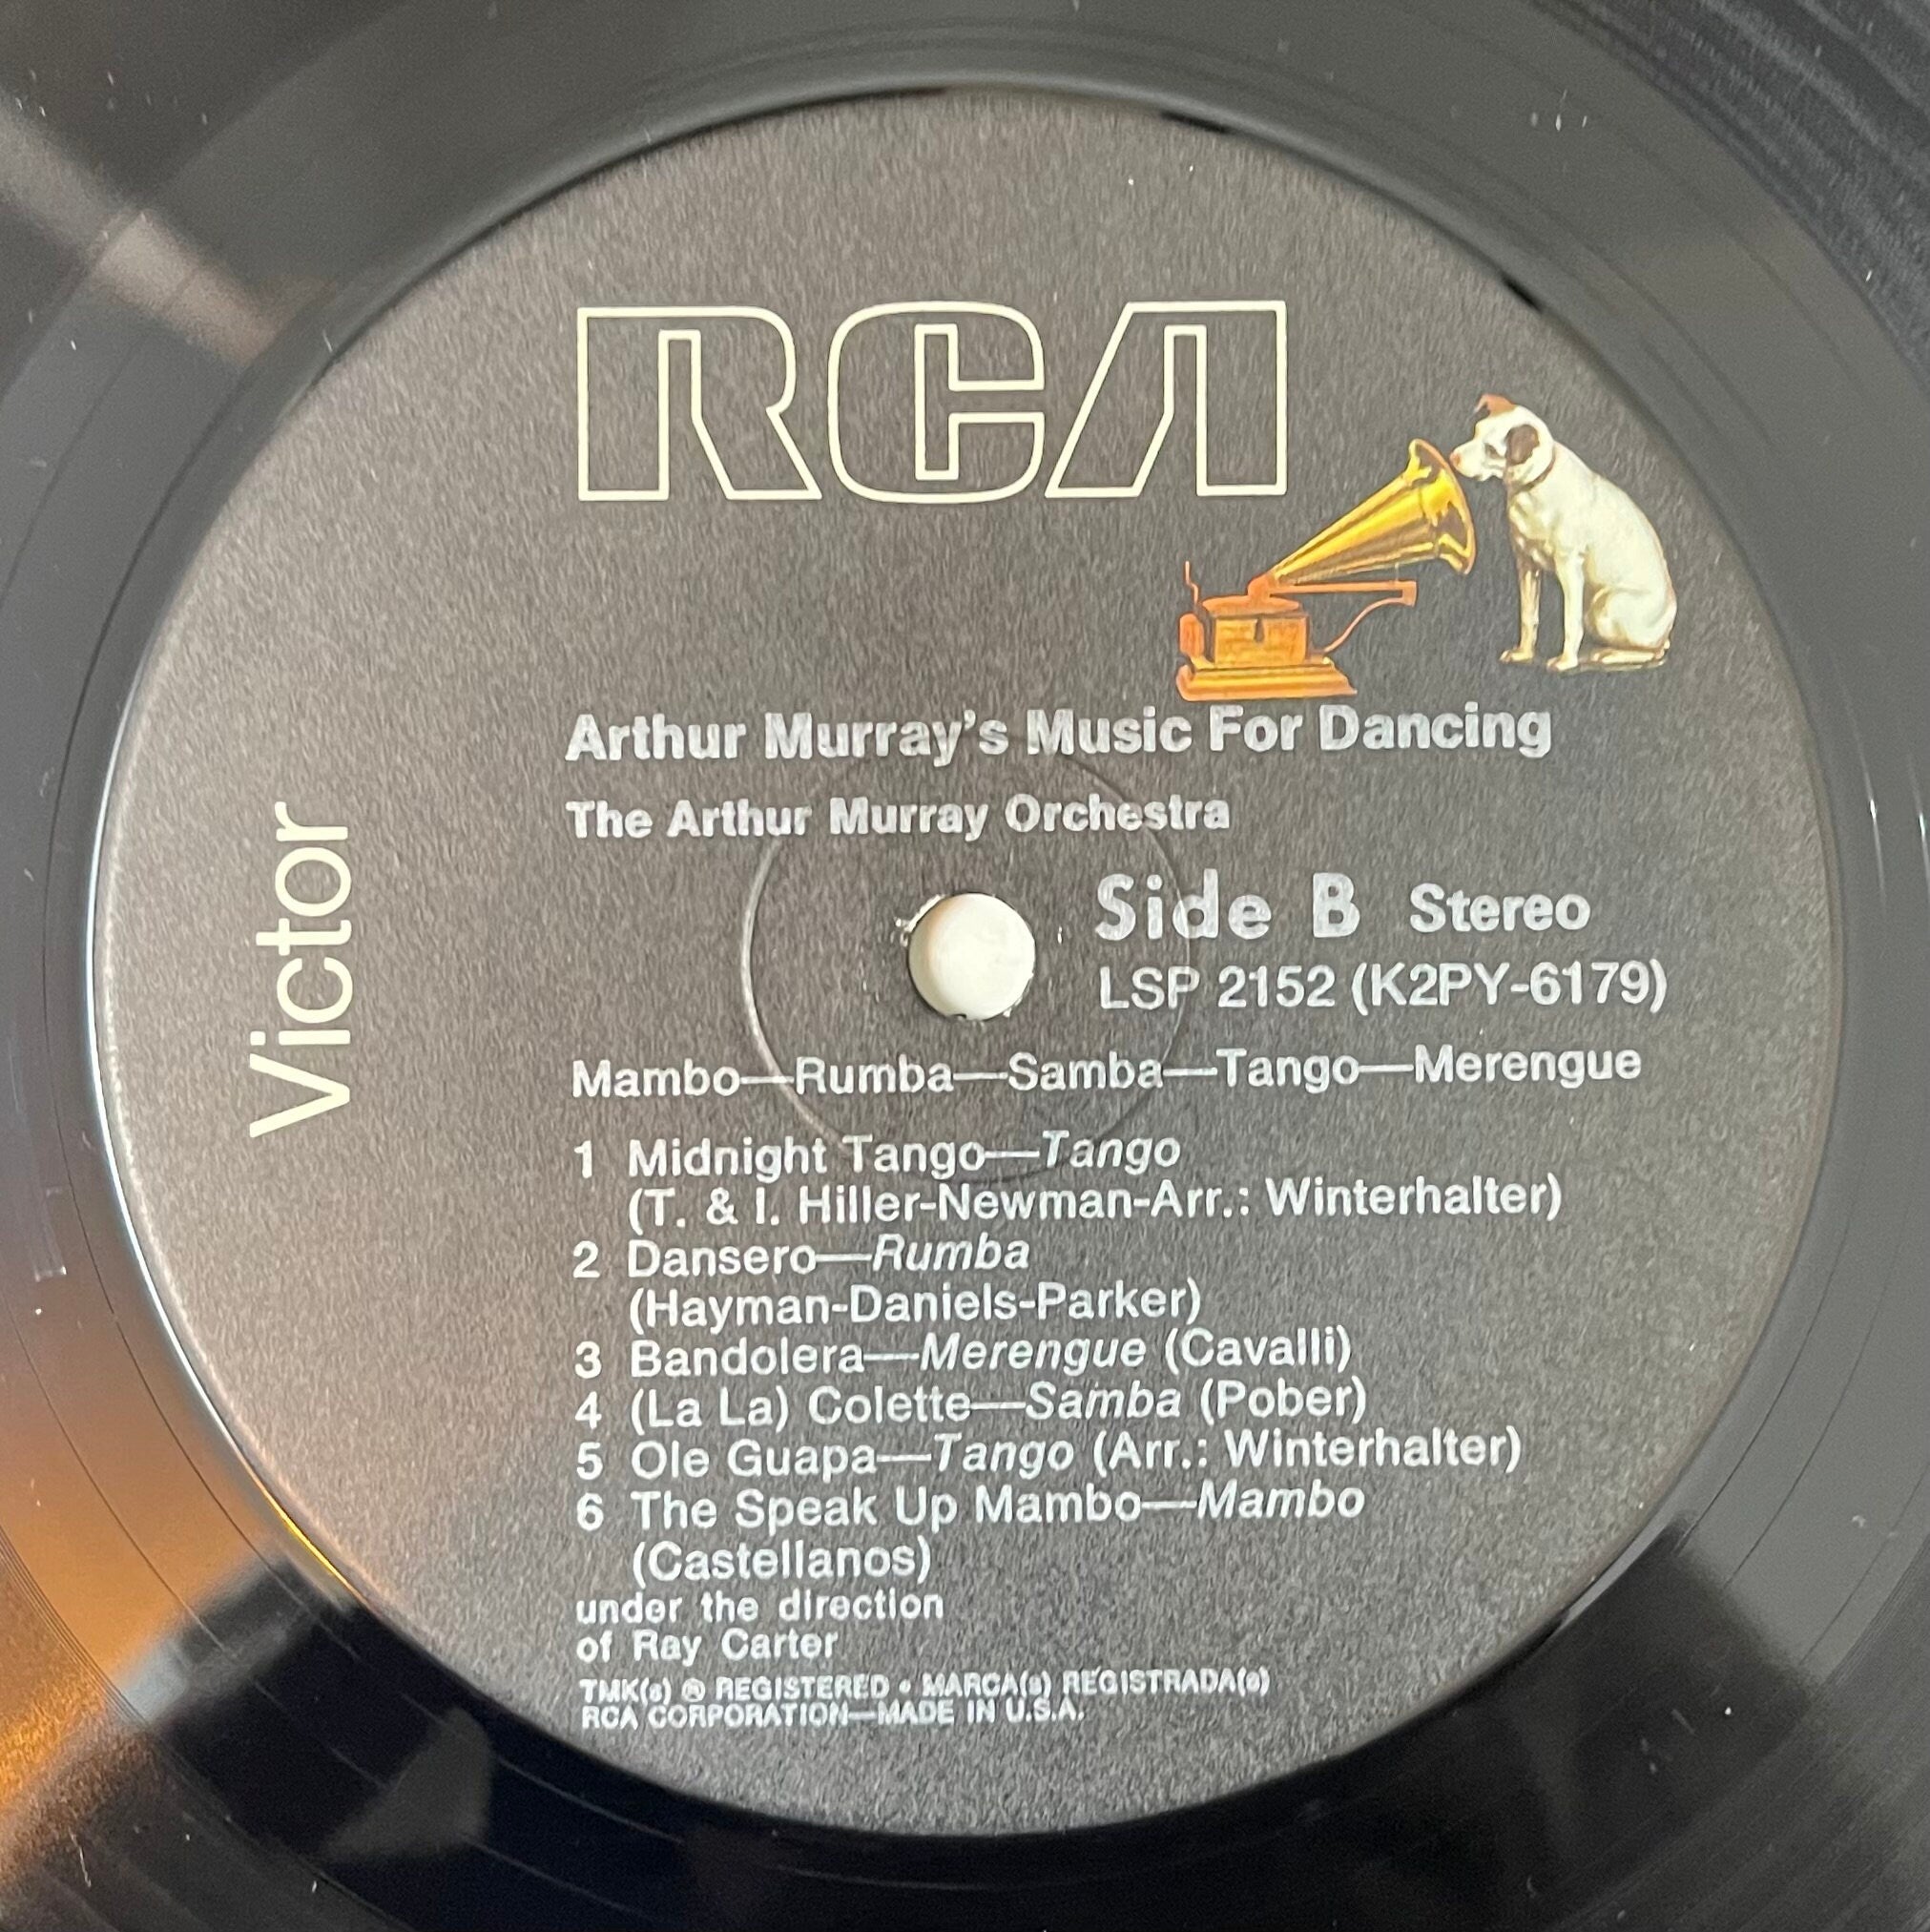 RCA
Victor
Arthur Murray's Music For Dancing
The Arthur Murray Orchestra
Side B Stereo
LSP 2152 (K2PY-6179)
Mambo—Rumba—Samba—Tango—Merengue
1 Midnight Tango—Tango
(T. & I. Hiller-Newman-Arr.: Winterhalter)
2 Dansero—Rumba
(Hayman-Daniels-Parker)
3 Bandolera—Merengue (Cavalli)
4 (La La) Colette—Samba (Pober)
5 Ole Guapa—Tango (Arr.: Winterhalter)
6 The Speak Up Mambo—Mambo
(Castellanos)
under the direction
of Ray Carter
TMK(s) ® REGISTERED • MARCA(s) REGISTRADA(s)
RCA CORPORATION—MADE IN U.S.A.